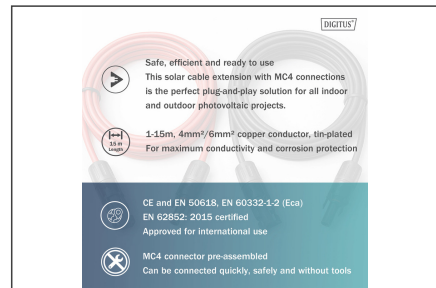 DIGITUS®
Safe, efficient and ready to use
This solar cable extension with MC4 connections
is the perfect plug-and-play solution for all indoor
and outdoor photovoltaic projects.
15 m
Length
1-15m, 4mm²/6mm² copper conductor, tin-plated
For maximum conductivity and corrosion protection
CE and EN 50618, EN 60332-1-2 (Eca)
EN 62852: 2015 certified
Approved for international use
MC4 connector pre-assembled
Can be connected quickly, safely and without tools